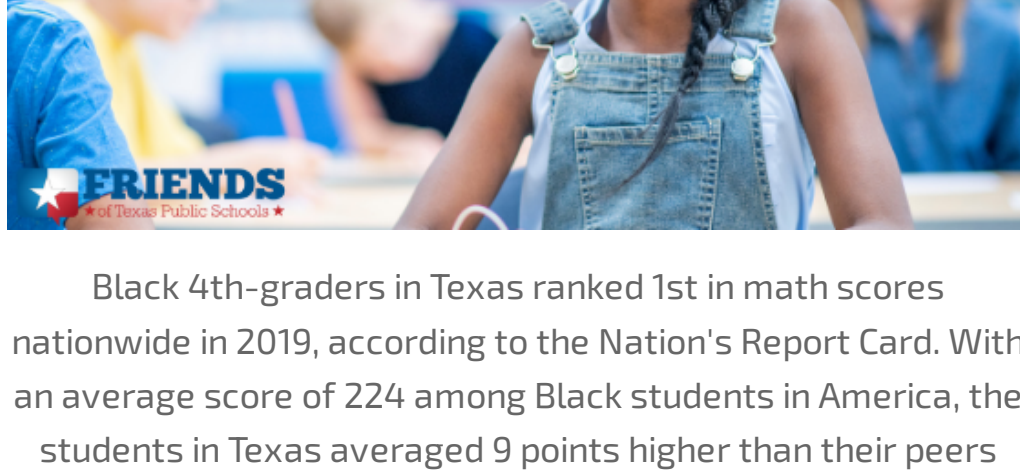 FRIENDS
of Texas Public Schools
Black 4th-graders in Texas ranked 1st in math scores
nationwide in 2019, according to the Nation's Report Card. With
an average score of 224 among Black students in America, the
students in Texas averaged 9 points higher than their peers